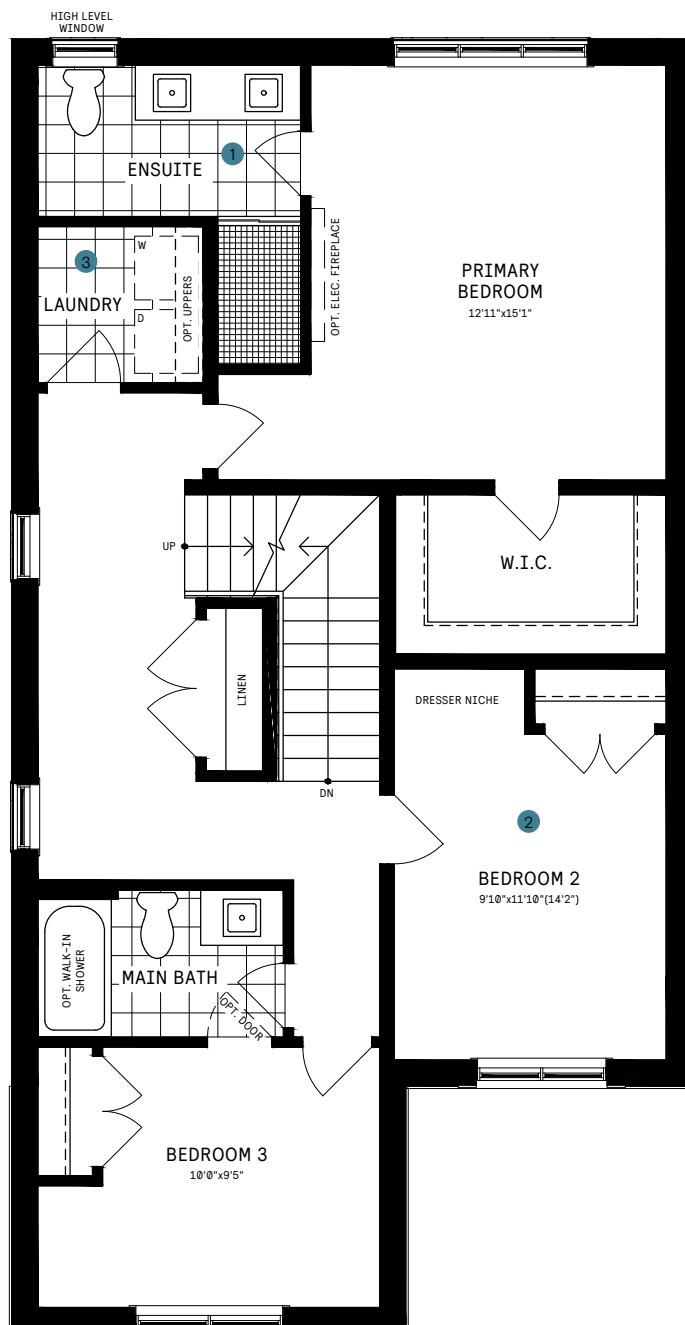 HIGH LEVEL
WINDOW
1
ENSUITE
3
W
LAUNDRY
D
OPT. UPPERS
OPT. ELEC. FIREPLACE
PRIMARY
BEDROOM
12'11"x15'1"
UP
W.I.C.
LINEN
DRESSER NICHE
DN
2
BEDROOM 2
9'10"x11'10"(14'2")
OPT. WALK-IN
SHOWER
MAIN BATH
OPT. DOOR
BEDROOM 3
10'0"x9'5"